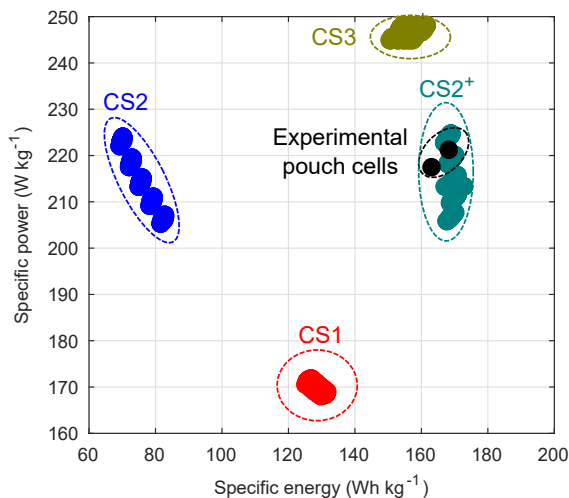 250
240
230
220
210
200
190
180
170
160
60
80
100
120
140
160
180
200
Specific power (W kg⁻¹)
Specific energy (Wh kg⁻¹)
CS3
CS2
CS2⁺
Experimental
pouch cells
CS1